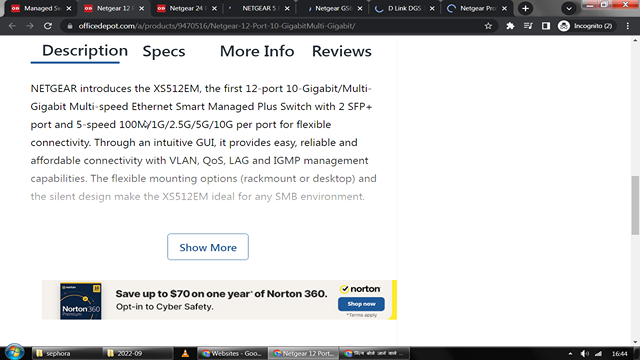 Managed Sw
Netgear 12 P
Netgear 24 P
NETGEAR 5 P
Netgear GS
D Link DGS
Netgear Prof
officedepot.com/a/products/9470516/Netgear-12-Port-10-GigabitMulti-Gigabit/
Incognito (2)
Description Specs More Info Reviews
NETGEAR introduces the XS512EM, the first 12-port 10-Gigabit/Multi-
Gigabit Multi-speed Ethernet Smart Managed Plus Switch with 2 SFP+
port and 5-speed 100M/1G/2.5G/5G/10G per port for flexible
connectivity. Through an intuitive GUI, it provides easy, reliable and
affordable connectivity with VLAN, QoS, LAG and IGMP management
capabilities. The flexible mounting options (rackmount or desktop) and
the silent design make the XS512EM ideal for any SMB environment.
Show More
norton
Norton 360
Premium
Save up to $70 on one year* of Norton 360.
Opt-in to Cyber Safety.
norton
Shop now
*Terms apply.
sephora
2022-09
Websites - Goo...
Netgear 12 Port...
16:44